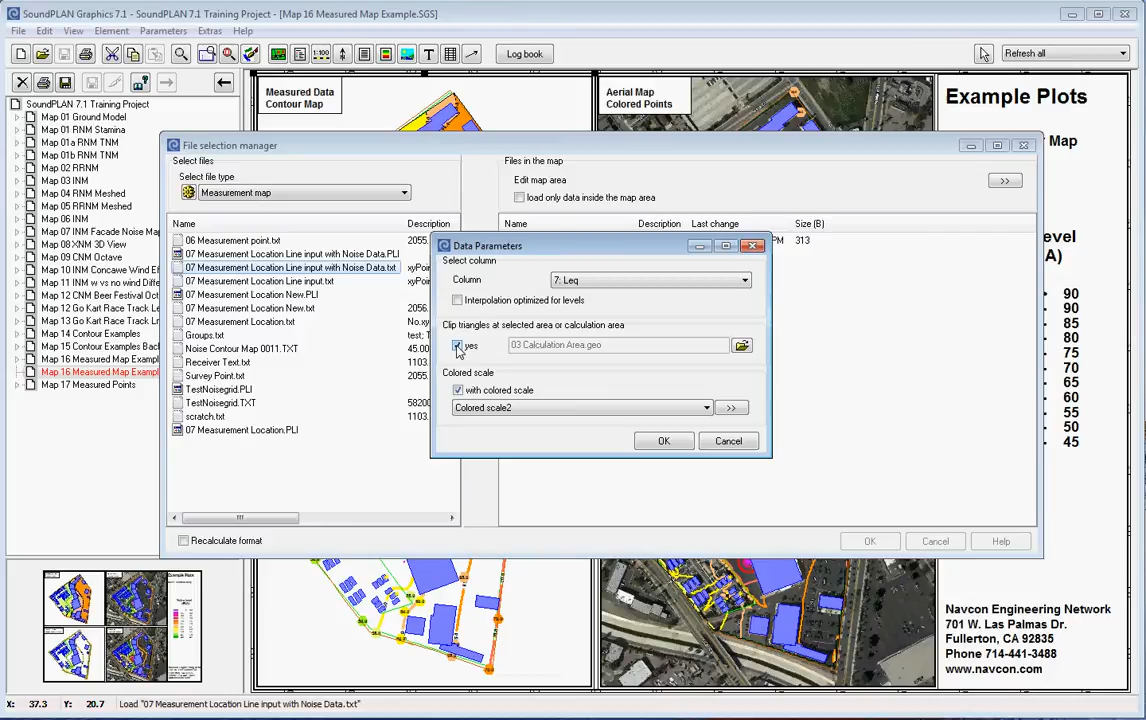 SoundPLAN Graphics 7.1 - SoundPLAN 7.1 Training Project - [Map 16 Measured Map Example.SGS]
File Edit View Element Parameters Extras Help
Log book
Refresh all
SoundPLAN 7.1 Training Project
Map 01 Ground Model
Map 01 RNM Stamina
Map 01a RNM TNM
Map 01b RNM TNM
Map 02 RRNM
Map 03 INM
Map 04 RNM Meshed
Map 05 RNM Meshed
Map 06 INM
Map 07 INM Facade Noise Ma
Map 08 XNM 3D View
Map 09 CNM Octave
Map 10 INM Concave Wind Ef
Map 11 INM w vs no wind Diffe
Map 12 CNM Beer Festival Oct
Map 12 Go Kart Race Track Le
Map 13 Go Kart Race Track Li
Map 14 Contour Examples
Map 15 Contour Examples.Bac
Map 16 Measured Map Exampl
Map 16 Measured Map Examp
Map 17 Measured Points
Measured Data
Contour Map
Aerial Map
Colored Points
Example Plots
Map
evel
(A)
90
90
85
80
75
70
65
60
55
50
45
File selection manager
Select files
Select file type
Measurement map
Name Description
06 Measurement point.txt 2055.
07 Measurement Location Line input with Noise Data.PLI
07 Measurement Location Line input with Noise Data.txt xyPoin
07 Measurement Location Line input.txt xyPoin
07 Measurement Location New.PLI
07 Measurement Location New.txt 2056.
07 Measurement Location.txt No.xy
Groups.txt test; T
Noise Contour Map 0011.TXT 45.00
Receiver Text.txt 1103.
Survey Point.txt 2055.
TestNoisegrid.PLI
TestNoisegrid.TXT 58200
scratch.txt 1103.
07 Measurement Location.PLI
Recalculate format
Files in the map
Edit map area
>>
load only data inside the map area
Name Description Last change Size (B)
PM 313
OK Cancel Help
Data Parameters
Select column
Column 7: Leq
Interpolation optimized for levels
Clip triangles at selected area or calculation area
yes 03 Calculation Area.geo
Colored scale
with colored scale
Colored scale2 >>
OK Cancel
Navcon Engineering Network
701 W. Las Palmas Dr.
Fullerton, CA 92835
Phone 714-441-3488
www.navcon.com
X: 37.3 Y: 20.7 Load "07 Measurement Location Line input with Noise Data.txt"